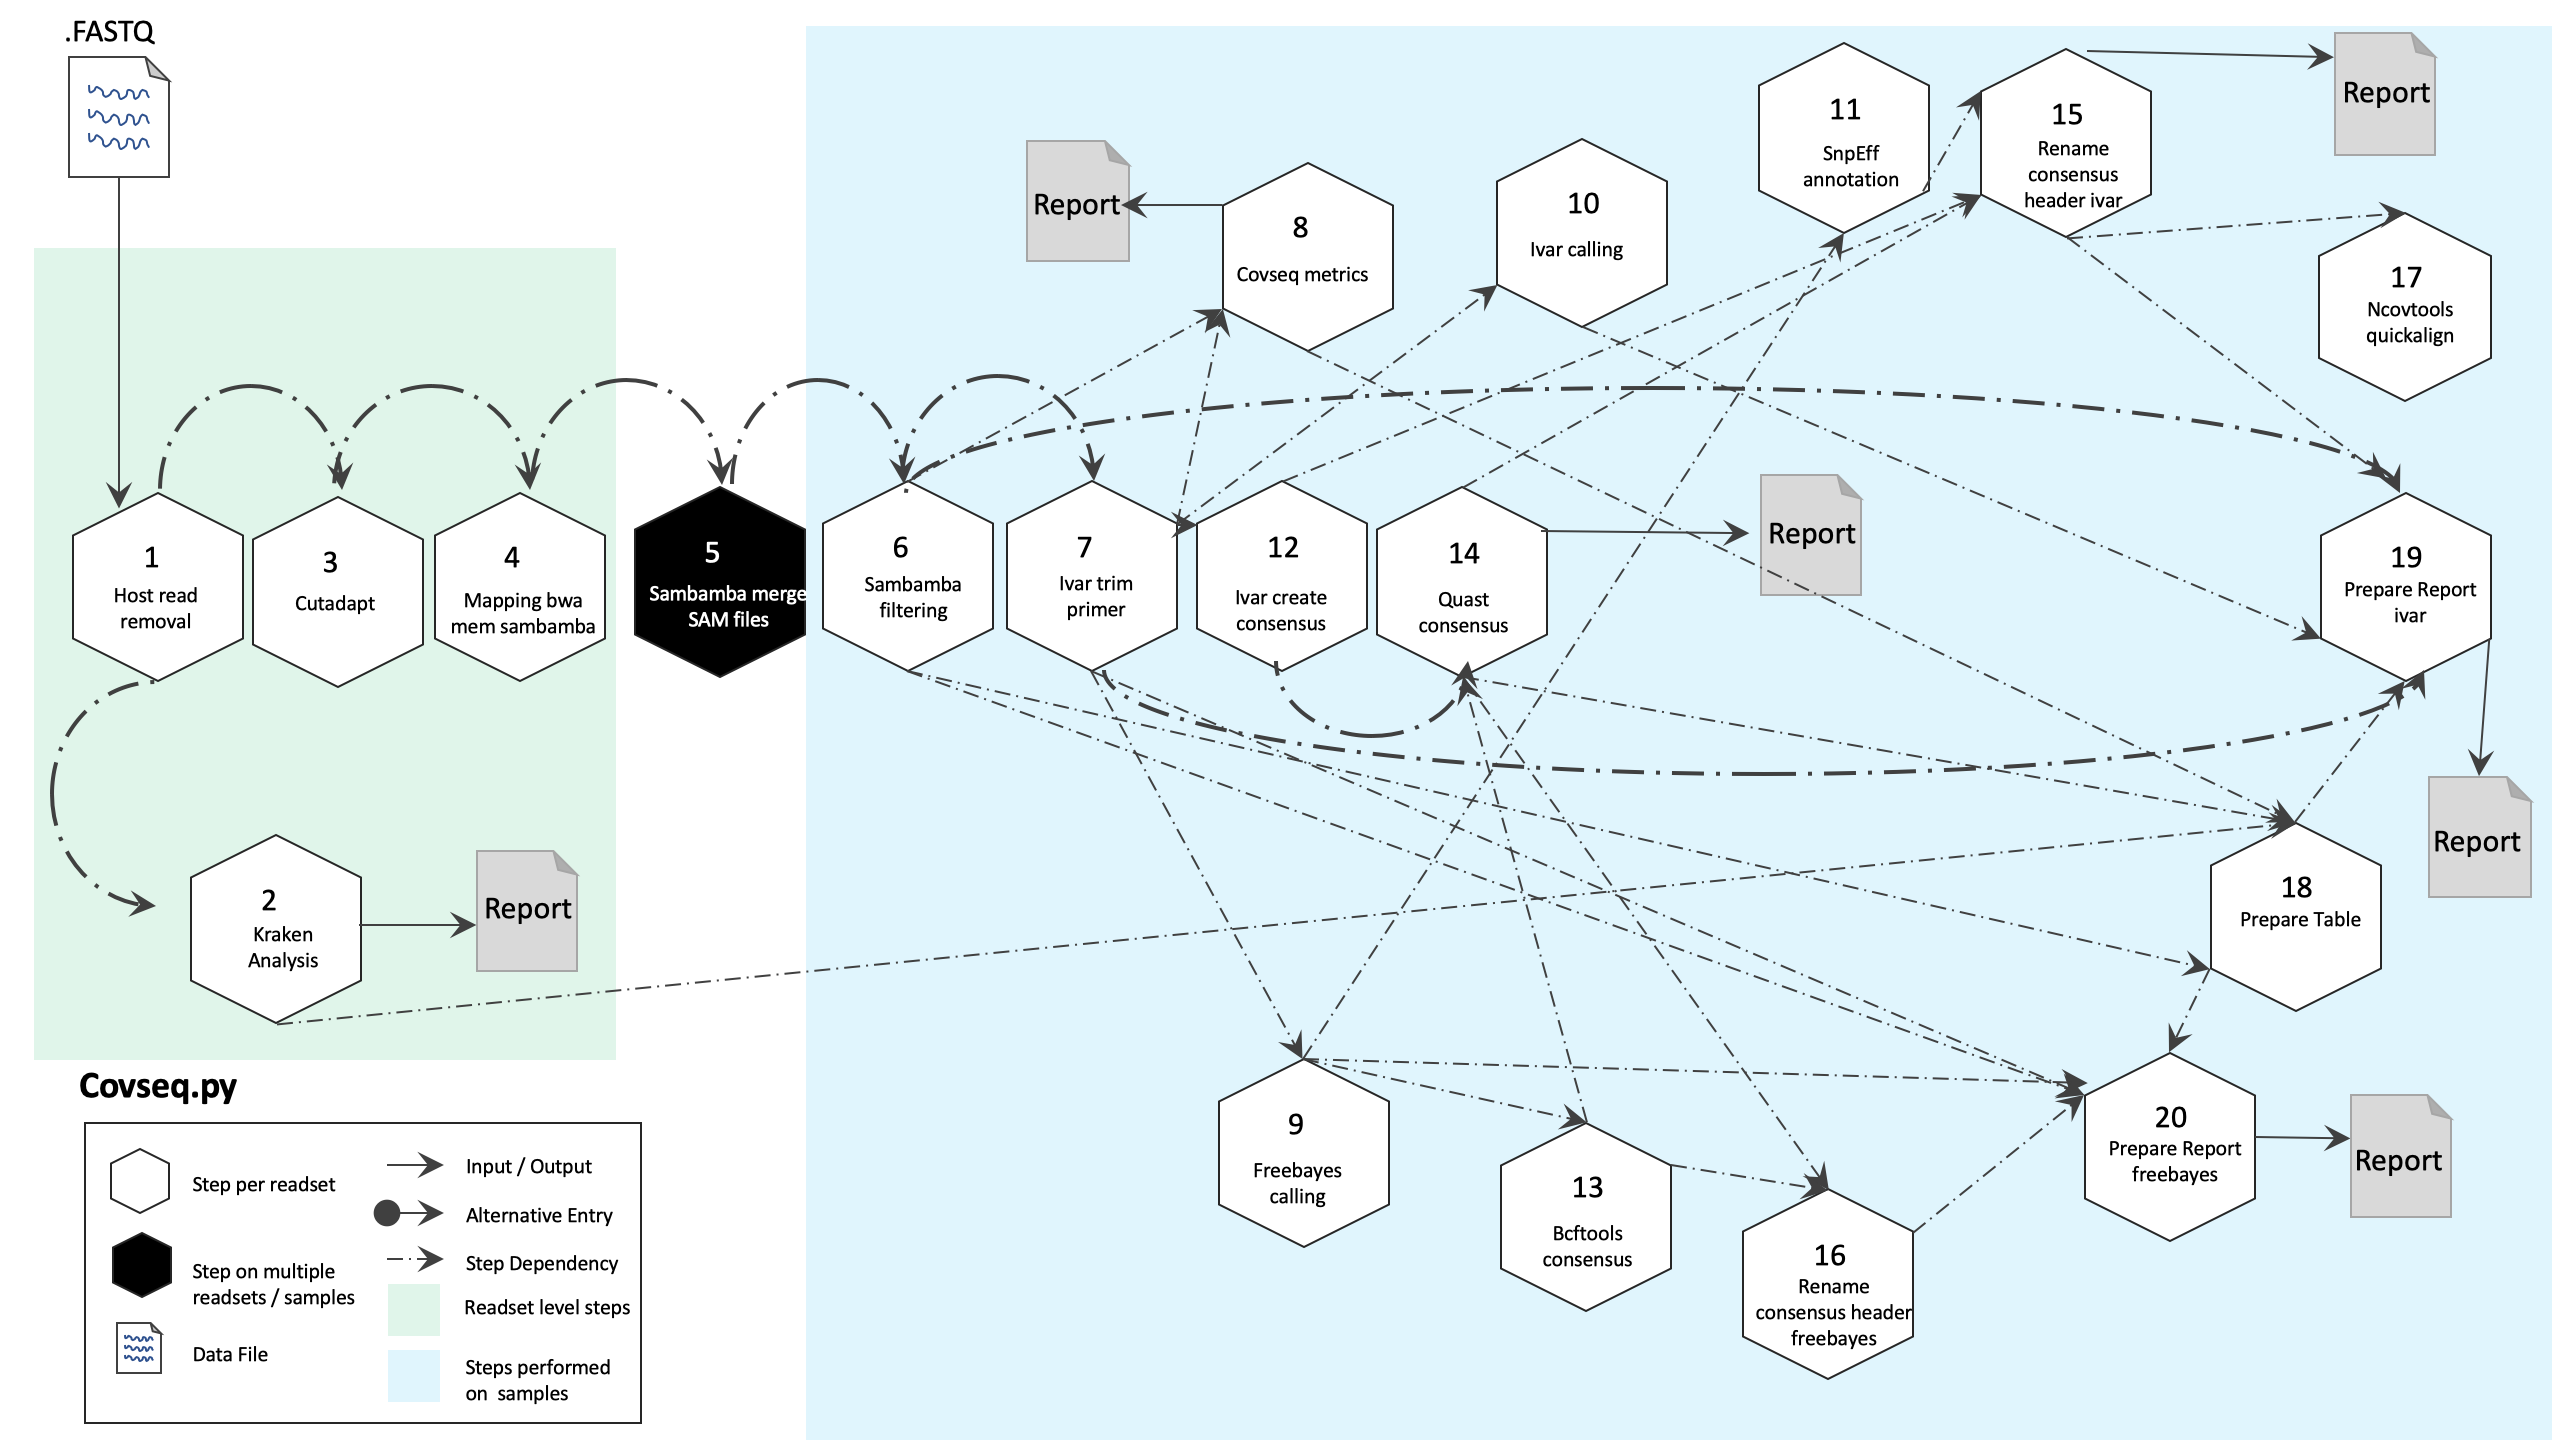 .FASTQ
1
Host read
removal
3
Cutadapt
4
Mapping bwa
mem sambamba
5
Sambamba merge
SAM files
2
Kraken
Analysis
Report
6
Sambamba
filtering
7
Ivar trim
primer
12
Ivar create
consensus
14
Quast
consensus
Report
8
Covseq metrics
Report
10
Ivar calling
11
SnpEff
annotation
15
Rename
consensus
header ivar
Report
17
Ncovtools
quickalign
19
Prepare Report
ivar
Report
18
Prepare Table
9
Freebayes
calling
13
Bcftools
consensus
16
Rename
consensus header
freebayes
20
Prepare Report
freebayes
Report
Covseq.py
Step per readset
Step on multiple
readsets / samples
Data File
Input / Output
Alternative Entry
Step Dependency
Readset level steps
Steps performed
on samples